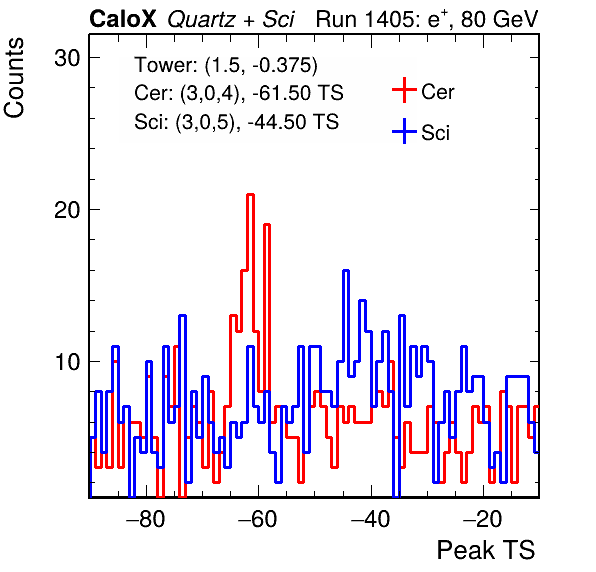 CaloX Quartz + Sci Run 1405: e⁺, 80 GeV
Counts
30
20
10
Tower: (1.5, -0.375)
Cer: (3,0,4), -61.50 TS
Sci: (3,0,5), -44.50 TS
Cer
Sci
−80 −60 −40 −20
Peak TS